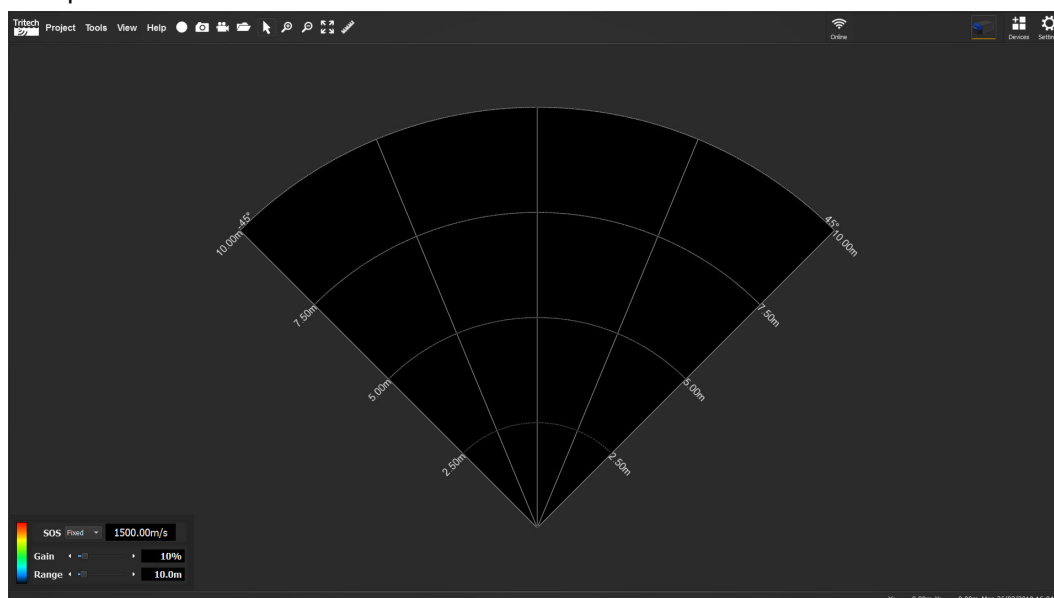 Tritech
Project Tools View Help
Online
Devices
45°
10.00m
-45°
10.00m
7.50m
7.50m
5.00m
5.00m
2.50m
2.50m
SOS Fixed 1500.00m/s
Gain 10%
Range 10.0m